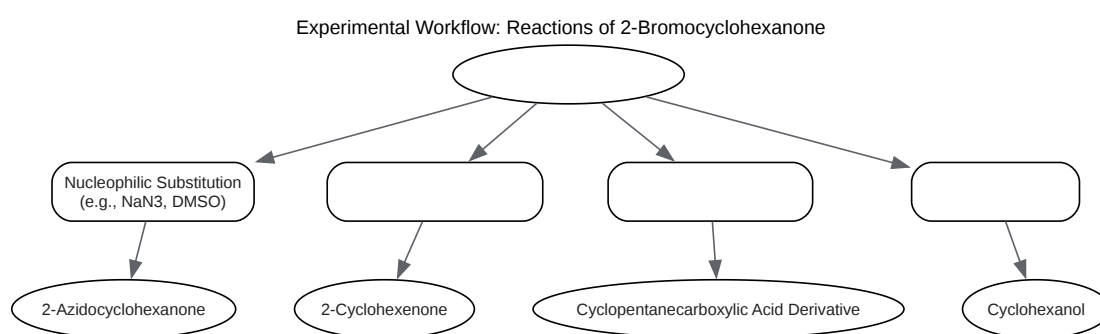 Experimental Workflow: Reactions of 2-Bromocyclohexanone
Nucleophilic Substitution
(e.g., NaN3, DMSO)
2-Azidocyclohexanone
2-Cyclohexenone
Cyclopentanecarboxylic Acid Derivative
Cyclohexanol